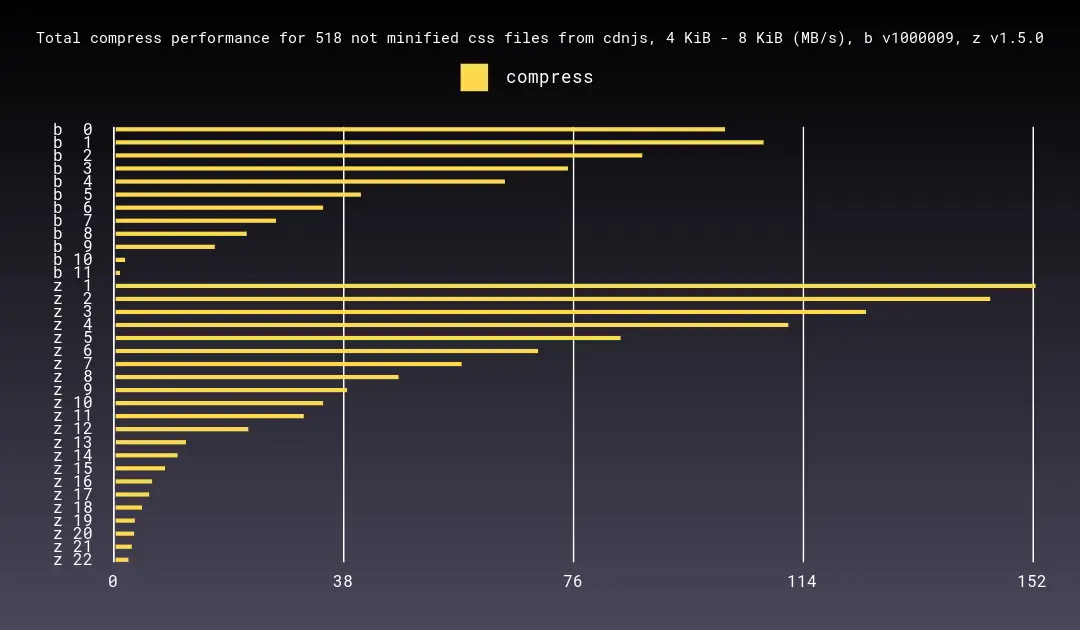 Total compress performance for 518 not minified css files from cdnjs, 4 KiB - 8 KiB (MB/s), b v1000009, z v1.5.0
compress
b 0
b 1
b 2
b 3
b 4
b 5
b 6
b 7
b 8
b 9
b 10
b 11
z 1
z 2
z 3
z 4
z 5
z 6
z 7
z 8
z 9
z 10
z 11
z 12
z 13
z 14
z 15
z 16
z 17
z 18
z 19
z 20
z 21
z 22
0 38 76 114 152